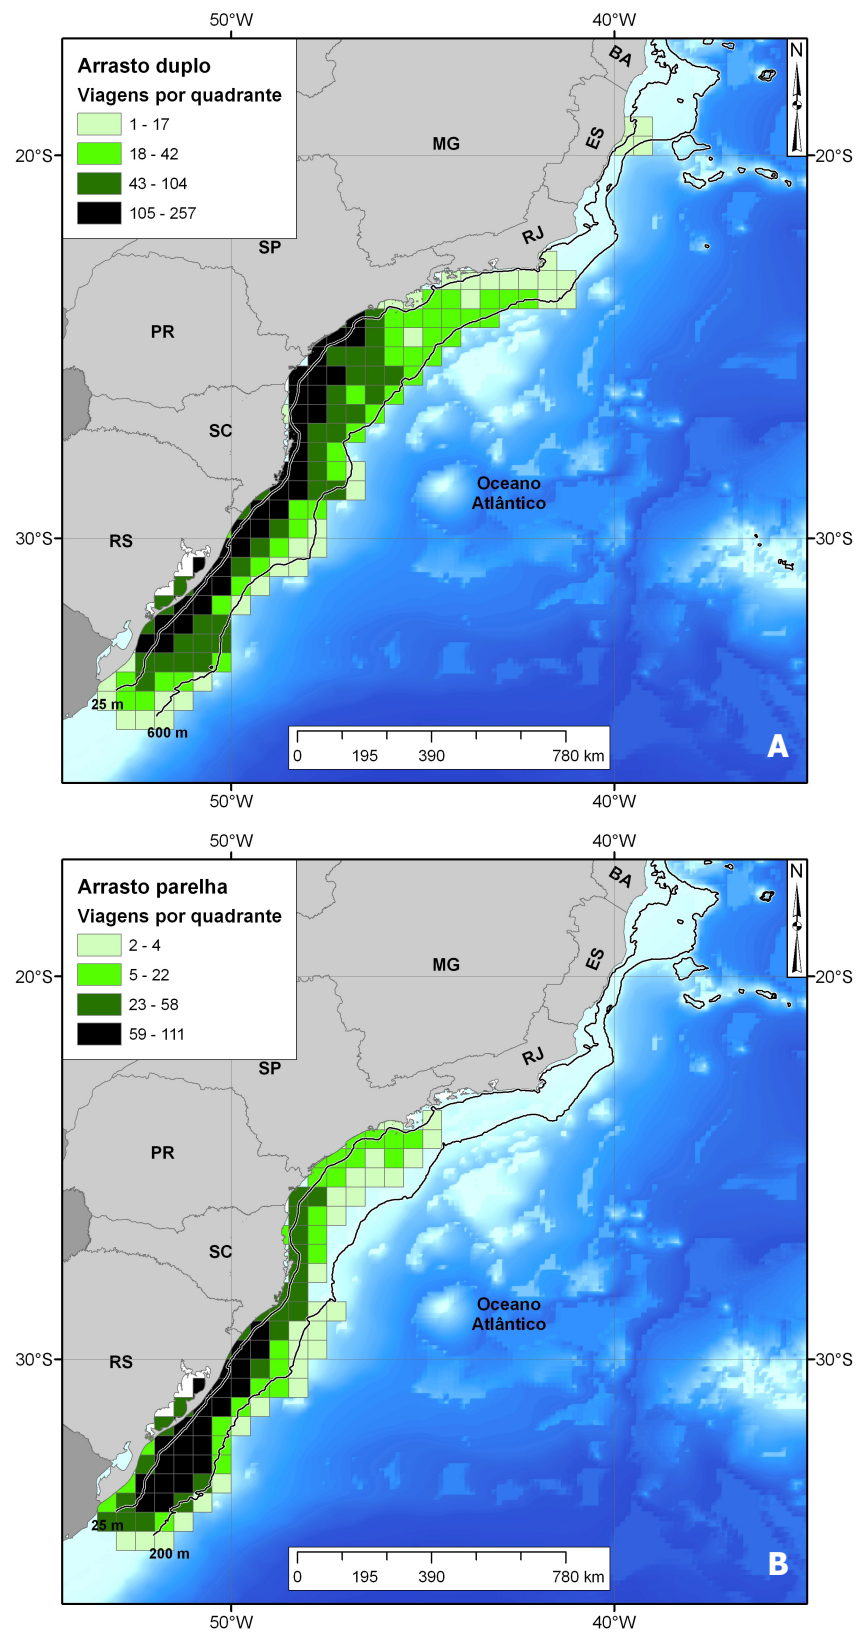 50°W 40°W
Arrasto duplo
Viagens por quadrante
1 - 17
18 - 42
43 - 104
105 - 257
N
BA
ES
MG
20°S 20°S
RJ
SP
PR
SC
Oceano
Atlântico
RS
30°S 30°S
25 m
600 m
0 195 390 780 km
A
50°W 40°W
50°W 40°W
Arrasto parelha
Viagens por quadrante
2 - 4
5 - 22
23 - 58
59 - 111
N
BA
ES
MG
20°S 20°S
RJ
SP
PR
SC
Oceano
Atlântico
RS
30°S 30°S
25 m
200 m
0 195 390 780 km
B
50°W 40°W